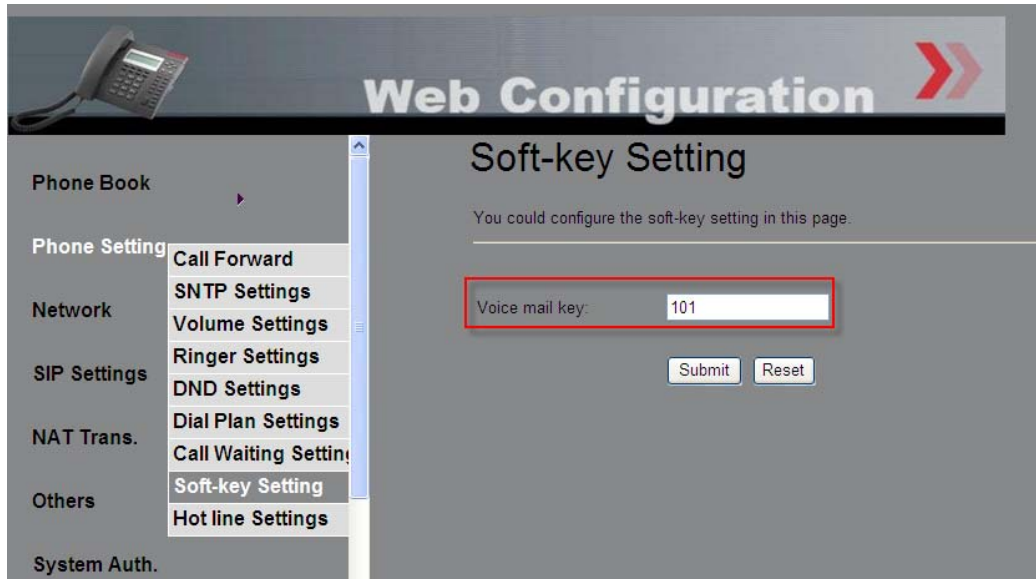 Web Configuration
Phone Book
Phone Setting
Network
SIP Settings
NAT Trans.
Others
System Auth.
Call Forward
SNTP Settings
Volume Settings
Ringer Settings
DND Settings
Dial Plan Settings
Call Waiting Setting
Soft-key Setting
Hot line Settings
Soft-key Setting
You could configure the soft-key setting in this page.
Voice mail key: 101
Submit Reset